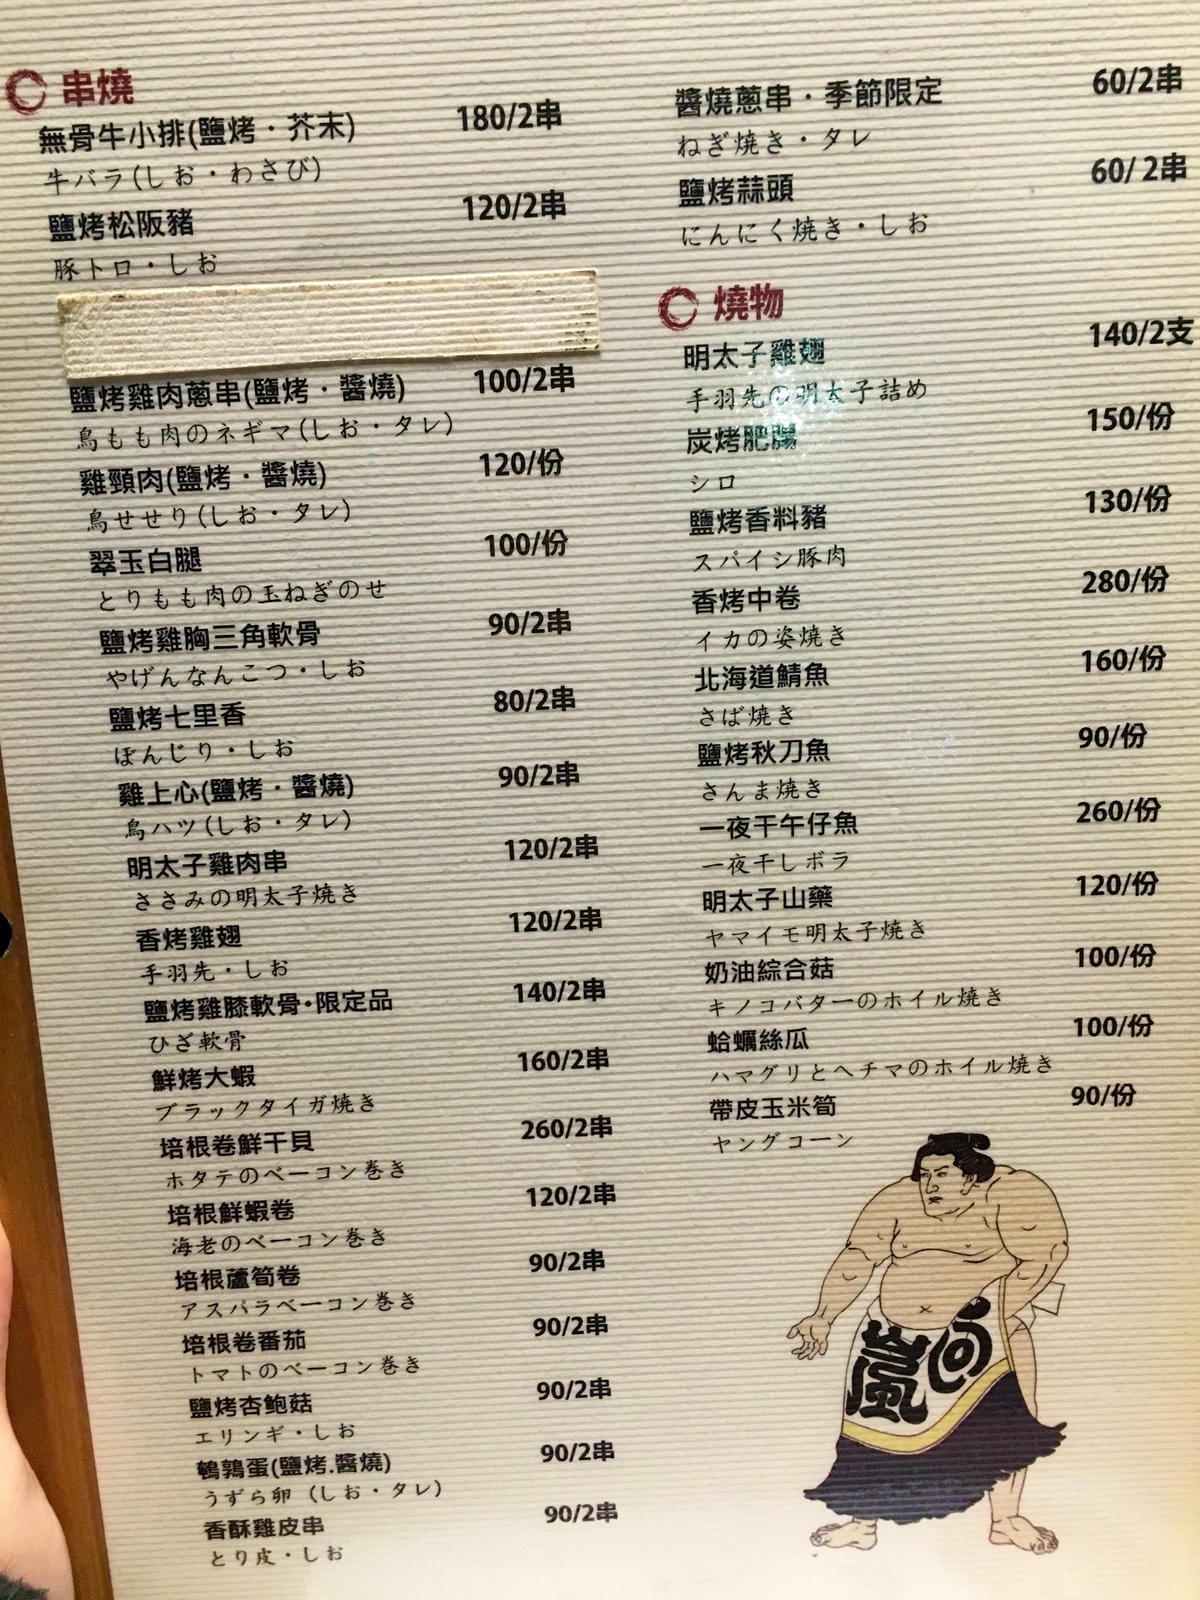 串燒
無骨牛小排(鹽烤・芥末) 180/2串
牛バラ(しお・わさび)
鹽烤松阪豬 120/2串
豚トロ・しお
鹽烤雞肉蔥串(鹽烤・醬燒) 100/2串
鳥もも肉のネギマ(しお・タレ)
雞頸肉(鹽烤・醬燒) 120/份
鳥せせり(しお・タレ)
翠玉白腿 100/份
とりもも肉の玉ねぎのせ
鹽烤雞胸三角軟骨 90/2串
やげんなんこつ・しお
鹽烤七里香 80/2串
ぼんじり・しお
雞上心(鹽烤・醬燒) 90/2串
鳥ハツ(しお・タレ)
明太子雞肉串 120/2串
ささみの明太子焼き
香烤雞翅 120/2串
手羽先・しお
鹽烤雞膝軟骨・限定品 140/2串
ひざ軟骨
鮮烤大蝦 160/2串
ブラックタイガ焼き
培根卷鮮干貝 260/2串
ホタテのベーコン巻き
培根鮮蝦卷 120/2串
海老のベーコン巻き
培根蘆筍卷 90/2串
アスパラベーコン巻き
培根卷番茄 90/2串
トマトのベーコン巻き
鹽烤杏鮑菇 90/2串
エリンギ・しお
鵪鶉蛋(鹽烤.醬燒) 90/2串
うずら卵 (しお・タレ)
香酥雞皮串 90/2串
とり皮・しお
醬燒蔥串・季節限定 60/2串
ねぎ焼き・タレ
鹽烤蒜頭 60/ 2串
にんにく焼き・しお
燒物
明太子雞翅 140/2支
手羽先の明太子詰め
炭烤肥腸 150/份
シロ
鹽烤香料豬 130/份
スパイシ豚肉
香烤中卷 280/份
イカの姿焼き
北海道鯖魚 160/份
さば焼き
鹽烤秋刀魚 90/份
さんま焼き
一夜干午仔魚 260/份
一夜干しボラ
明太子山藥 120/份
ヤマイモ明太子焼き
奶油綜合菇 100/份
キノコバターのホイル焼き
蛤蠣絲瓜 100/份
ハマグリとヘチマのホイル焼き
帶皮玉米筍 90/份
ヤングコーン
嵐